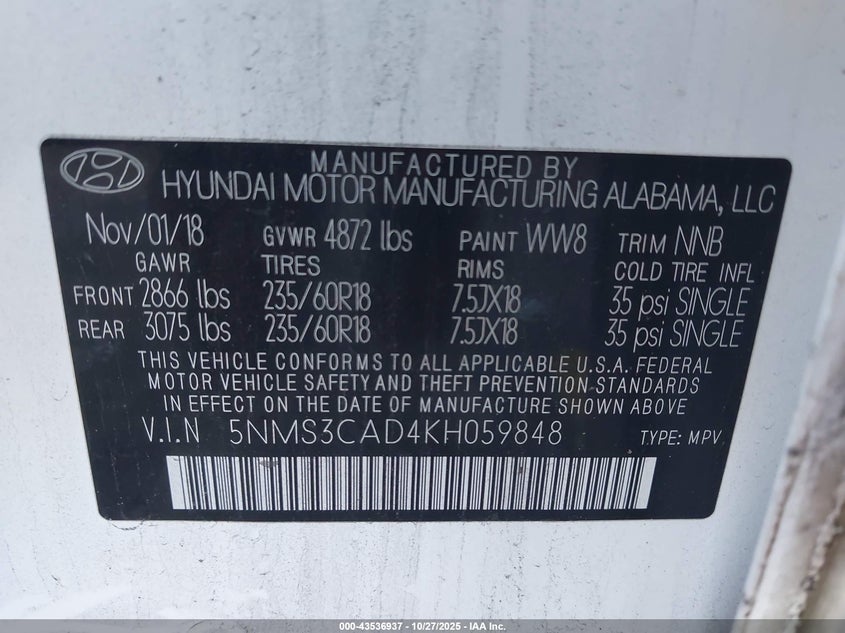 MANUFACTURED BY
HYUNDAI MOTOR MANUFACTURING ALABAMA, LLC
Nov/01/18 GVWR 4872 lbs PAINT WW8 TRIM NNB
GAWR TIRES RIMS COLD TIRE INFL
FRONT 2866 lbs 235/60R18 7.5JX18 35 psi SINGLE
REAR 3075 lbs 235/60R18 7.5JX18 35 psi SINGLE
THIS VEHICLE CONFORMS TO ALL APPLICABLE U.S.A. FEDERAL
MOTOR VEHICLE SAFETY AND THEFT PREVENTION STANDARDS
IN EFFECT ON THE DATE OF MANUFACTURE SHOWN ABOVE
V.I.N 5NMS3CAD4KH059848 TYPE: MPV
000-43536937 - 10/27/2025 - IAA Inc.